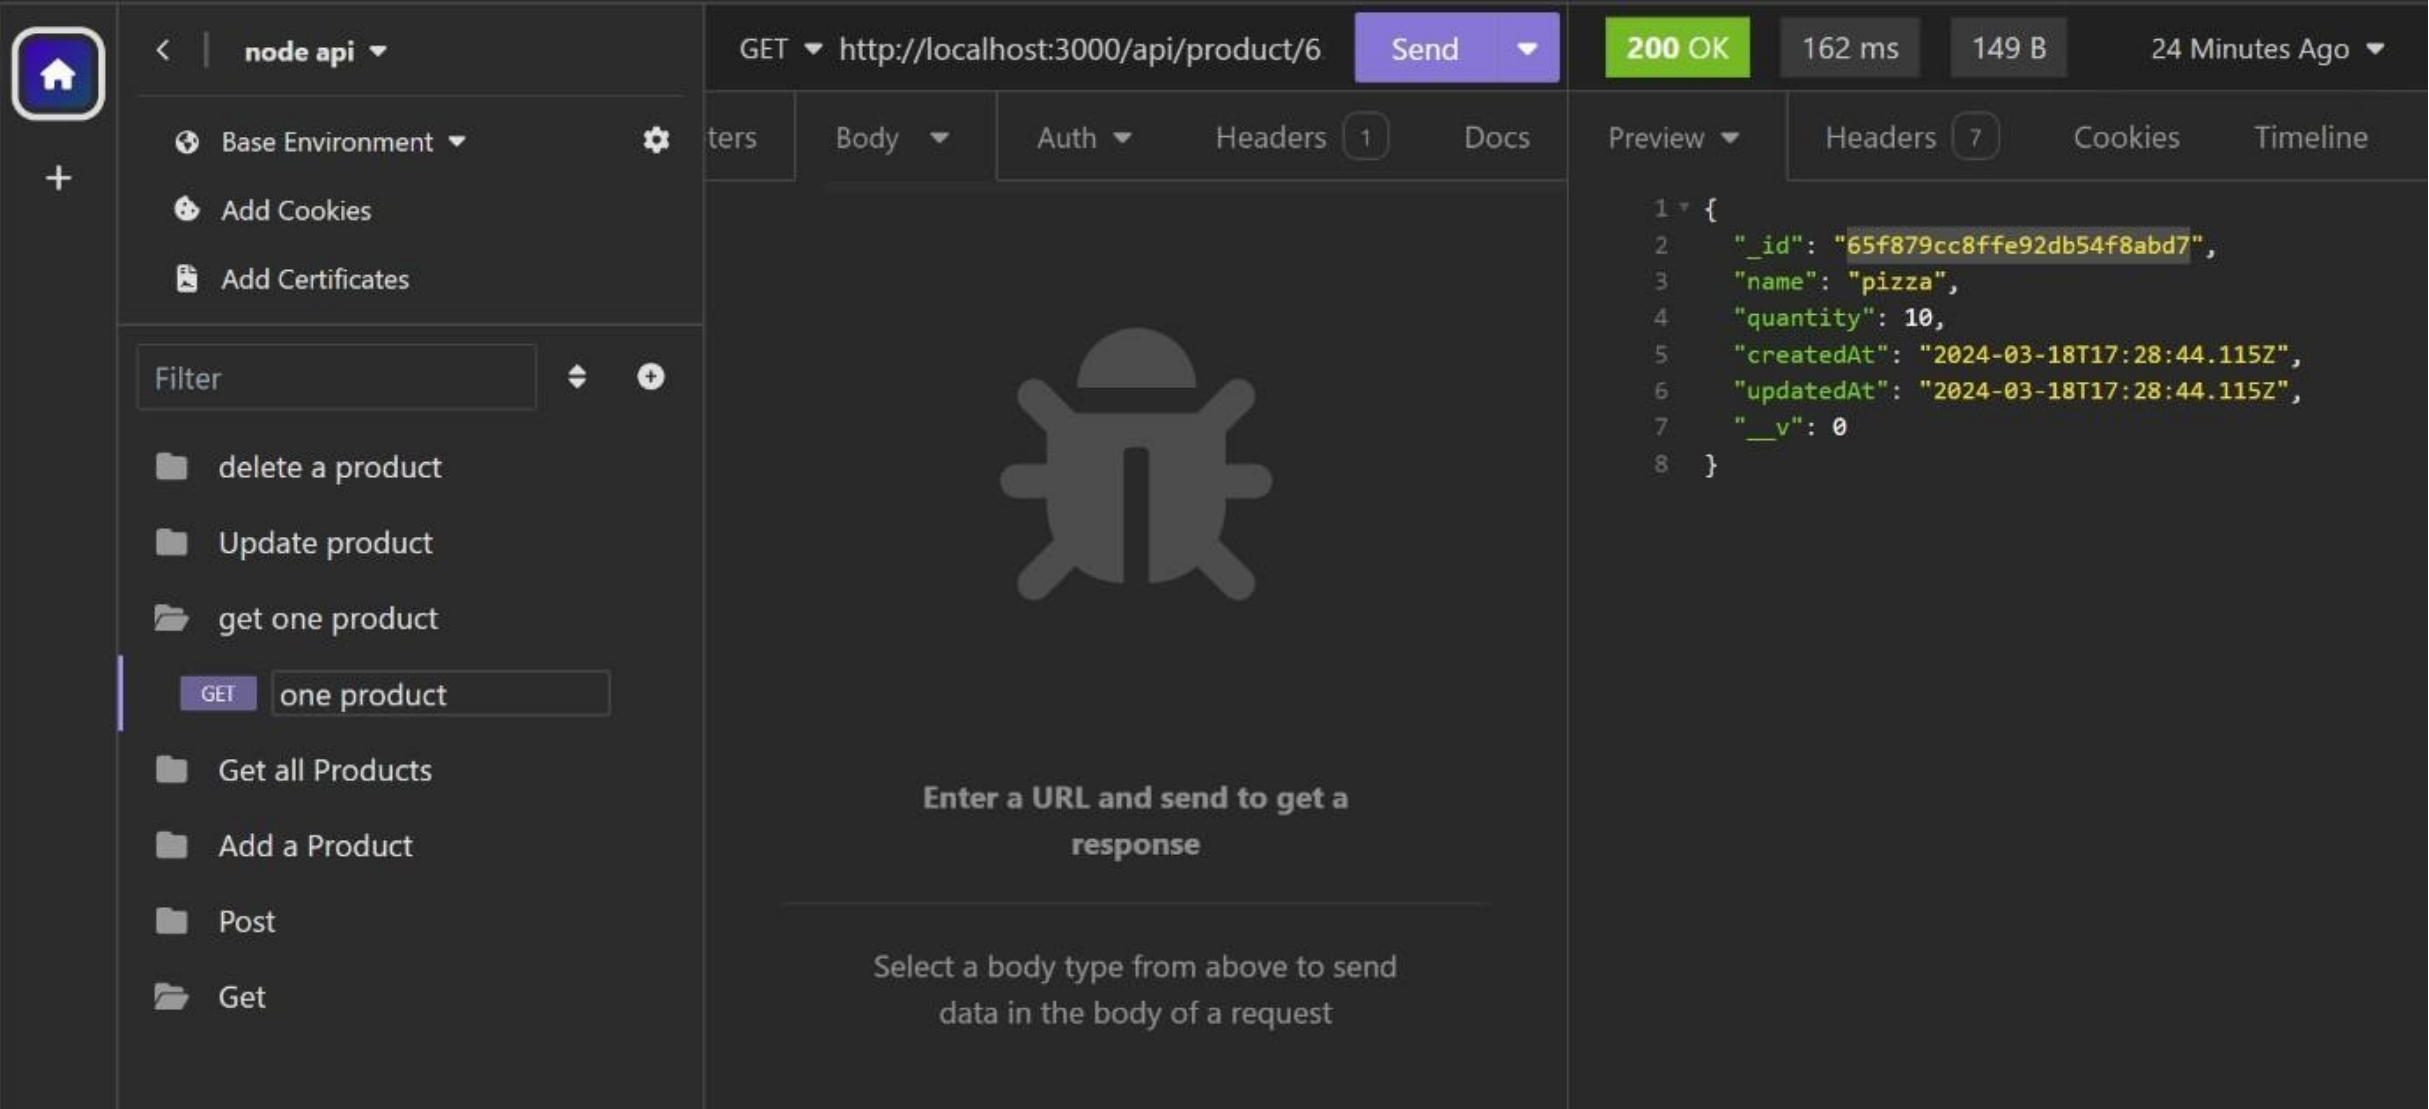 node api
Base Environment
Add Cookies
Add Certificates
Filter
delete a product
Update product
get one product
GET one product
Get all Products
Add a Product
Post
Get
GET http://localhost:3000/api/product/6 Send
ters Body Auth Headers 1 Docs
Enter a URL and send to get a
response
Select a body type from above to send
data in the body of a request
200 OK 162 ms 149 B 24 Minutes Ago
Preview Headers 7 Cookies Timeline
1 {
2 "_id": "65f879cc8ffe92db54f8abd7",
3 "name": "pizza",
4 "quantity": 10,
5 "createdAt": "2024-03-18T17:28:44.115Z",
6 "updatedAt": "2024-03-18T17:28:44.115Z",
7 "__v": 0
8 }